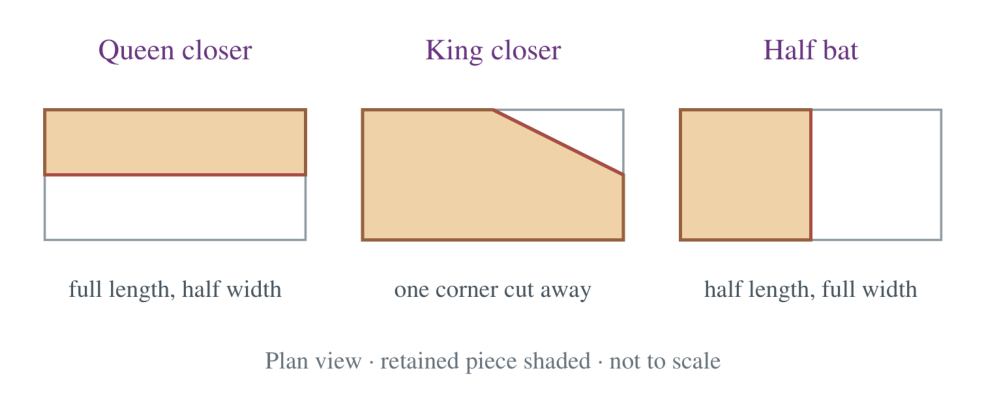 Queen closer
King closer
Half bat
full length, half width
one corner cut away
half length, full width
Plan view · retained piece shaded · not to scale